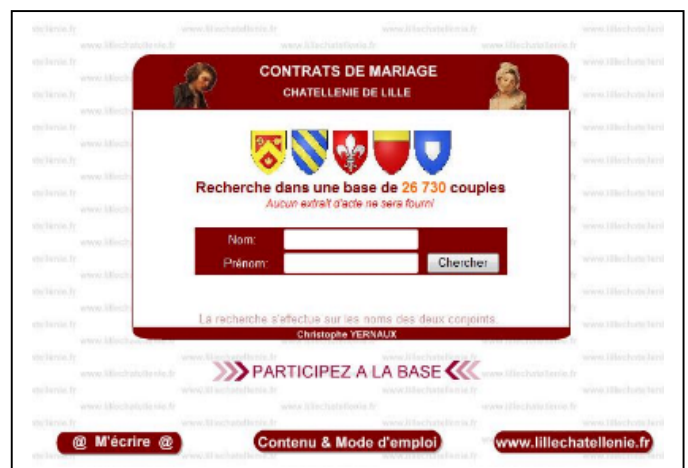 CONTRATS DE MARIAGE
CHATELLENIE DE LILLE
Recherche dans une base de 26 730 couples
Aucun extrait d'acte ne sera fourni
Nom:
Prénom:
Chercher
La recherche s'effectue sur les noms des deux conjoints.
Christophe YERNAUX
PARTICIPEZ A LA BASE
@ M'écrire @
Contenu & Mode d'emploi
www.lillechatellenie.fr